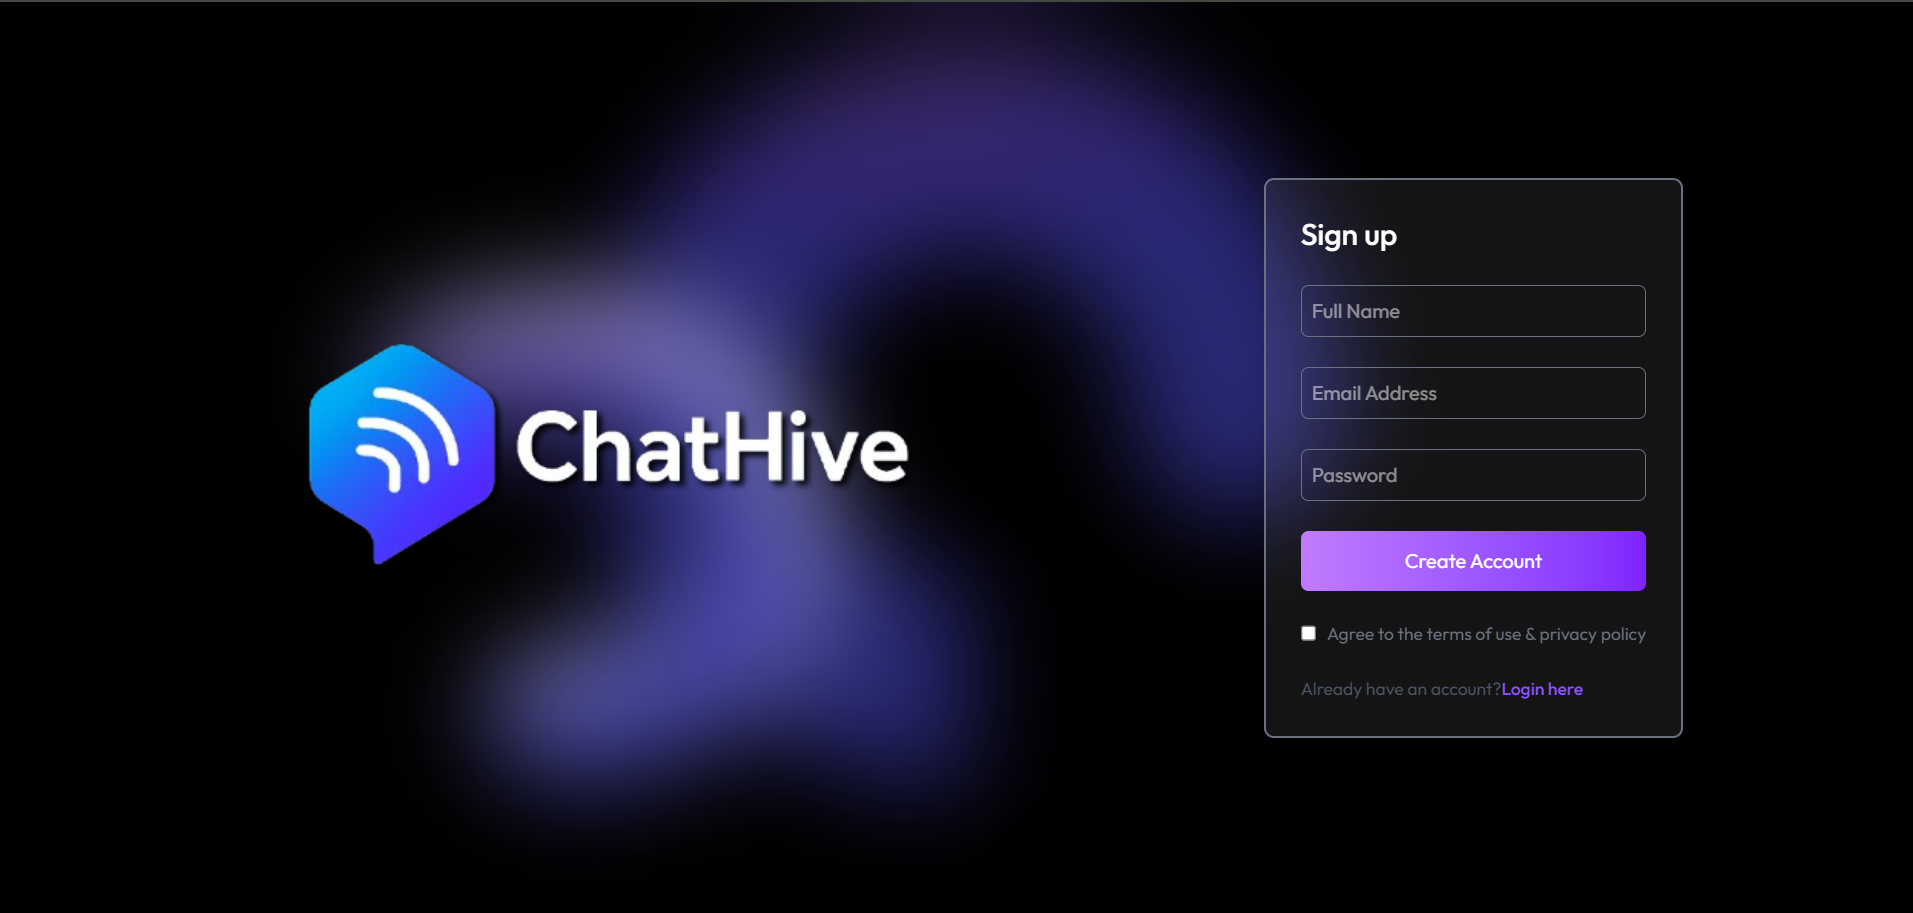 ChatHive
Sign up
Full Name
Email Address
Password
Create Account
Agree to the terms of use & privacy policy
Already have an account?Login here